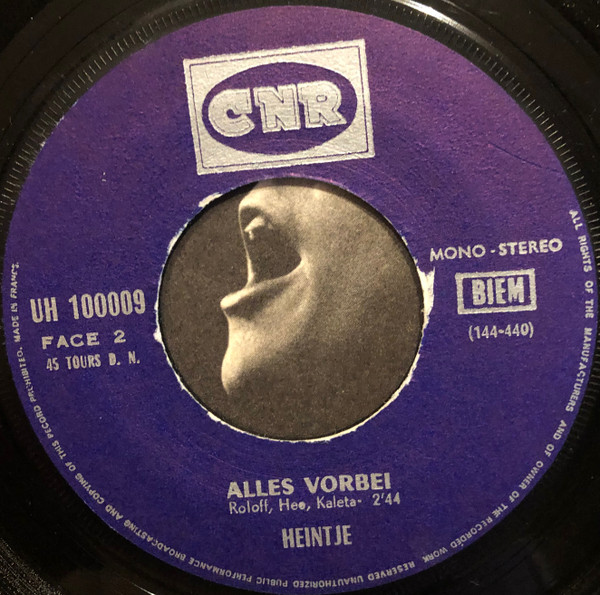 CNR
MONO - STEREO
BIEM
(144-440)
UH 100009
FACE 2
45 TOURS D. N.
ALLES VORBEI
Roloff, Heo, Kaleta- 2'44
HEINTJE
ALL RIGHTS OF THE MANUFACTURERS AND OF OWNER OF THE RECORDED WORK RESERVED UNAUTHORIZED PUBLIC PERFORMANCE BROADCASTING AND COPYING OF THIS RECORD PROHIBITED. MADE IN FRANCE.